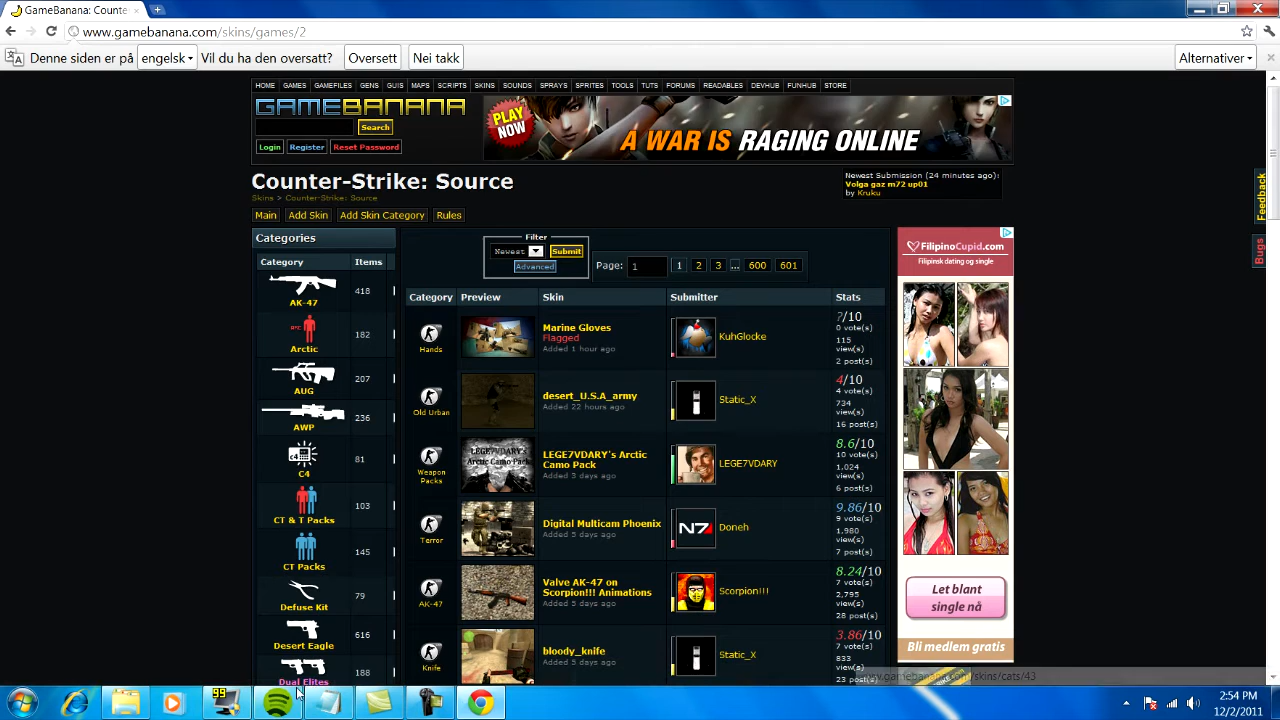 GameBanana: Counte
www.gamebanana.com/skins/games/2
Denne siden er på engelsk Vil du ha den oversatt? Oversett Nei takk Alternativer
HOME GAMES GAMEFILES GENS GUIS MAPS SCRIPTS SKINS SOUNDS SPRAYS SPRITES TOOLS TUTS FORUMS READABLES DEVHUB FUNHUB STORE
GAMEBANANA
Search
Login Register Reset Password
PLAY NOW
A WAR IS RAGING ONLINE
Counter-Strike: Source
Skins > Counter-Strike: Source
Newest Submission (24 minutes ago):
Volga gaz m72 up01
by Kruku
Main Add Skin Add Skin Category Rules
Feedback
Bugs
Categories
Category Items
AK-47 418
Arctic 182
AUG 207
AWP 236
C4 81
CT & T Packs 103
CT Packs 145
Defuse Kit 79
Desert Eagle 616
Dual Elites 188
Filter
Newest Submit
Advanced
Page: 1 1 2 3 ... 600 601
Category Preview Skin Submitter Stats
Hands
Marine Gloves
Flagged
Added 1 hour ago
KuhGlocke
?/10
0 vote(s)
115
view(s)
2 post(s)
Old Urban
desert_U.S.A_army
Added 22 hours ago
Static_X
4/10
4 vote(s)
734
view(s)
16 post(s)
Weapon
Packs
LEGE7VDARY's
Arctic Camo Pack
LEGE7VDARY's Arctic
Camo Pack
Added 3 days ago
LEGE7VDARY
8.6/10
10 vote(s)
1,024
view(s)
6 post(s)
Terror
Digital Multicam Phoenix
Added 5 days ago
N7
Doneh
9.86/10
9 vote(s)
1,980
view(s)
7 post(s)
AK-47
Valve AK-47 on
Scorpion!!! Animations
Added 5 days ago
Scorpion!!!
8.24/10
7 vote(s)
2,795
view(s)
28 post(s)
Knife
bloody_knife
Added 5 days ago
Static_X
3.86/10
7 vote(s)
833
view(s)
23 post(s)
FilipinoCupid.com
Filipinsk dating og single
Let blant
single nå
Bli medlem gratis
www.gamebanana.com/skins/cats/43
99
2:54 PM
12/2/2011